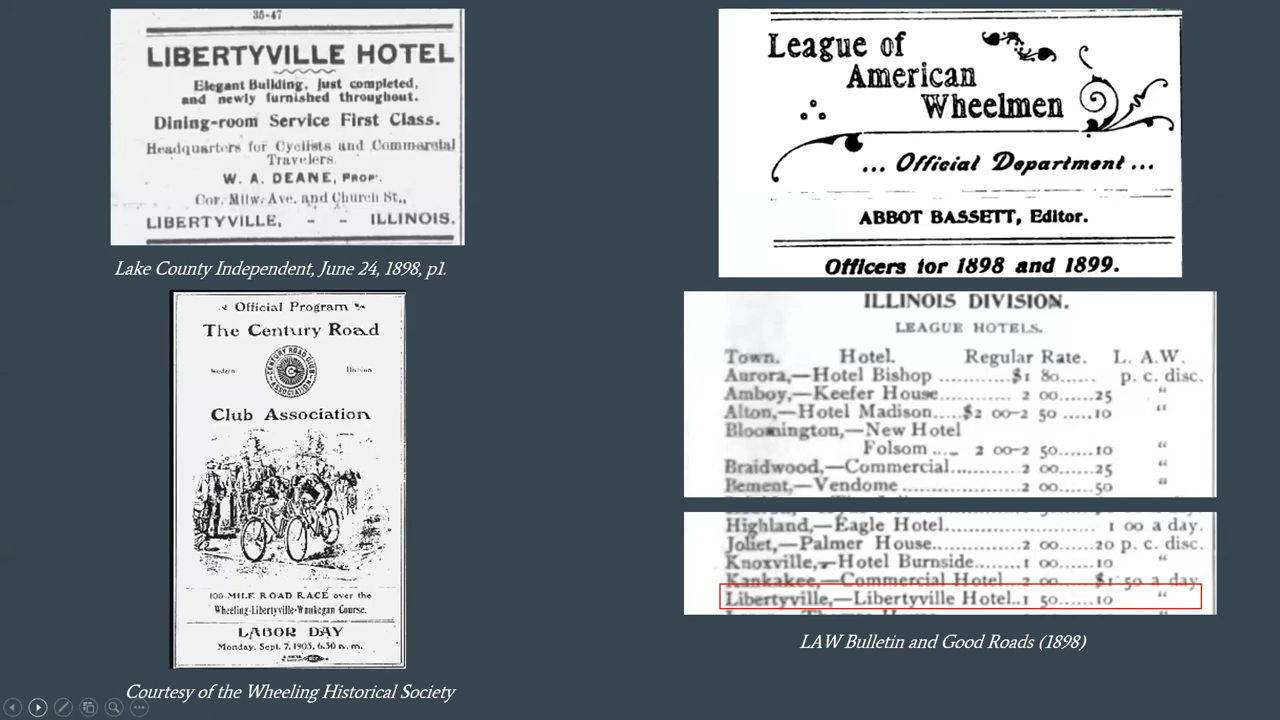 35-47
LIBERTYVILLE HOTEL
Elegant Building, just completed,
and newly furnished throughout.
Dining-room Service First Class.
Headquarters for Cyclists and Commercial
Travelers.
W. A. DEANE, PROP.
Cor. Milw. Ave. and Church St.,
LIBERTYVILLE, - - ILLINOIS.
Lake County Independent, June 24, 1898, p1.
Official Program
The Century Road
CENTURY ROAD CLUB ASSOCIATION
Western Division
Club Association
100 MILE ROAD RACE over the
Wheeling-Libertyville-Waukegan Course.
LABOR DAY
Monday, Sept. 7, 1903, 6.30 a. m.
Courtesy of the Wheeling Historical Society
League of
American
Wheelmen
... Official Department ...
ABBOT BASSETT, Editor.
Officers for 1898 and 1899.
ILLINOIS DIVISION.
LEAGUE HOTELS.
Town. Hotel. Regular Rate. L. A. W.
Aurora,—Hotel Bishop ...........$1 80...... p. c. disc.
Amboy,—Keefer House............ 2 00......25 “
Alton,—Hotel Madison.....$2 00-2 50 .....10 “
Bloomington,—New Hotel
Folsom .... 2 00-2 50......10 “
Braidwood,—Commercial...........2 00......25 “
Bement,—Vendome ..................2 00......50 “
Highland,—Eagle Hotel......................... 1 00 a day.
Joliet,—Palmer House.............2 00......20 p. c. disc.
Knoxville,—Hotel Burnside.......1 00......10 “
Kankakee,—Commercial Hotel..2 00......$1 50 a day
Libertyville,—Libertyville Hotel..1 50......10 “
LAW Bulletin and Good Roads (1898)